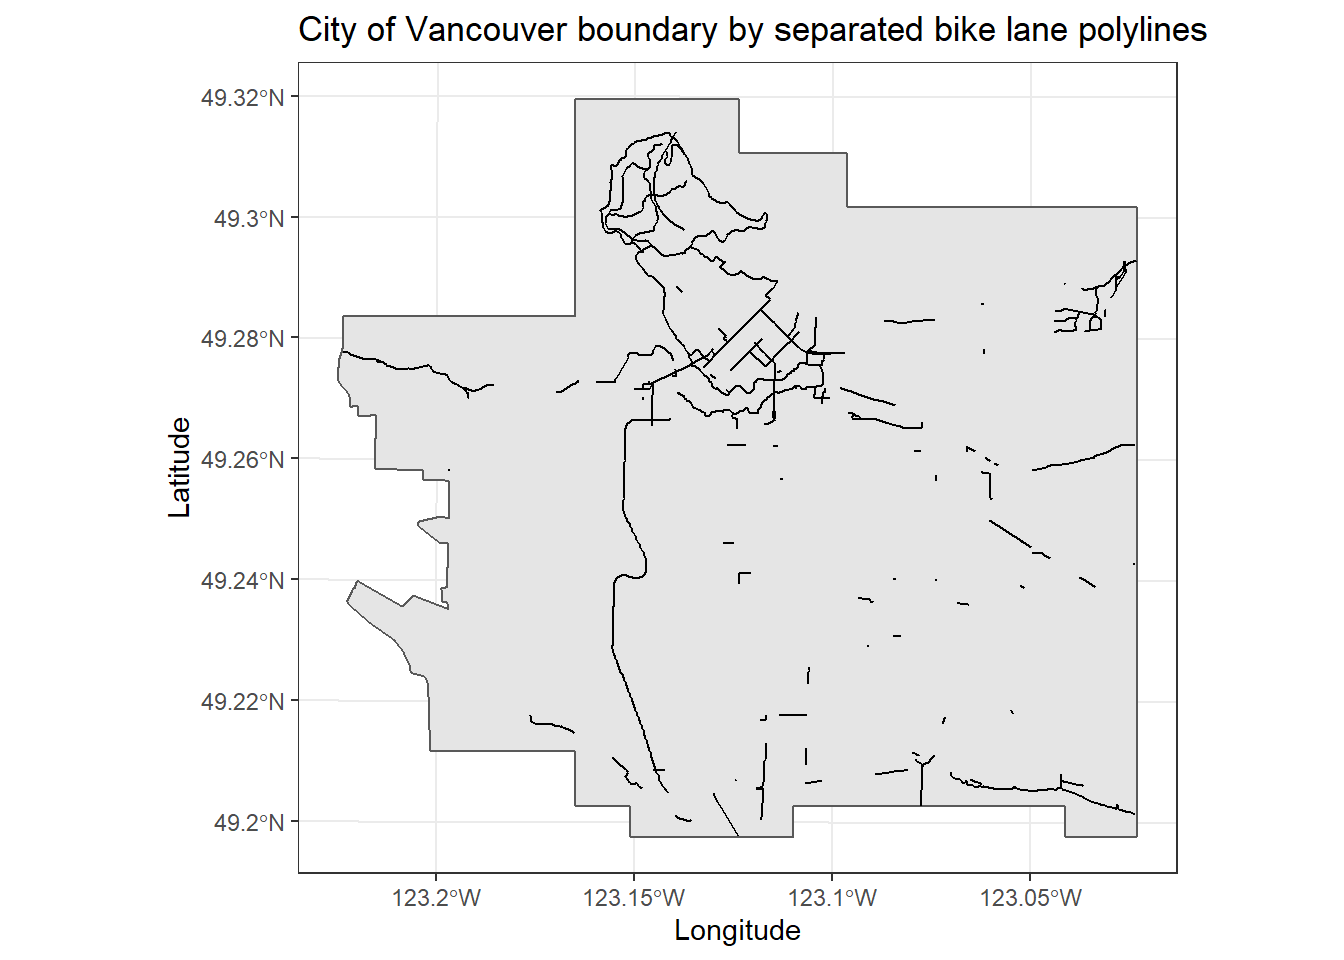 City of Vancouver boundary by separated bike lane polylines
49.32°N
49.3°N
49.28°N
49.26°N
49.24°N
49.22°N
49.2°N
Latitude
123.2°W
123.15°W
123.1°W
123.05°W
Longitude